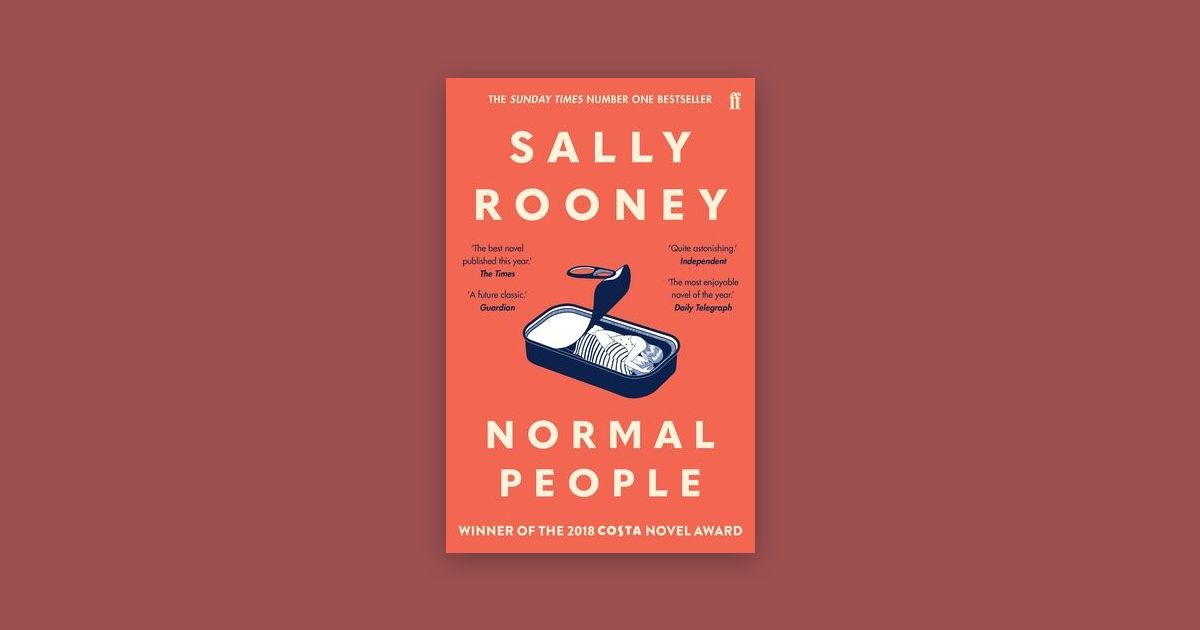 THE SUNDAY TIMES NUMBER ONE BESTSELLER
ff
SALLY
ROONEY
‘The best novel
published this year.’
The Times
‘A future classic.’
Guardian
‘Quite astonishing.’
Independent
‘The most enjoyable
novel of the year.’
Daily Telegraph
NORMAL
PEOPLE
WINNER OF THE 2018 COSTA NOVEL AWARD